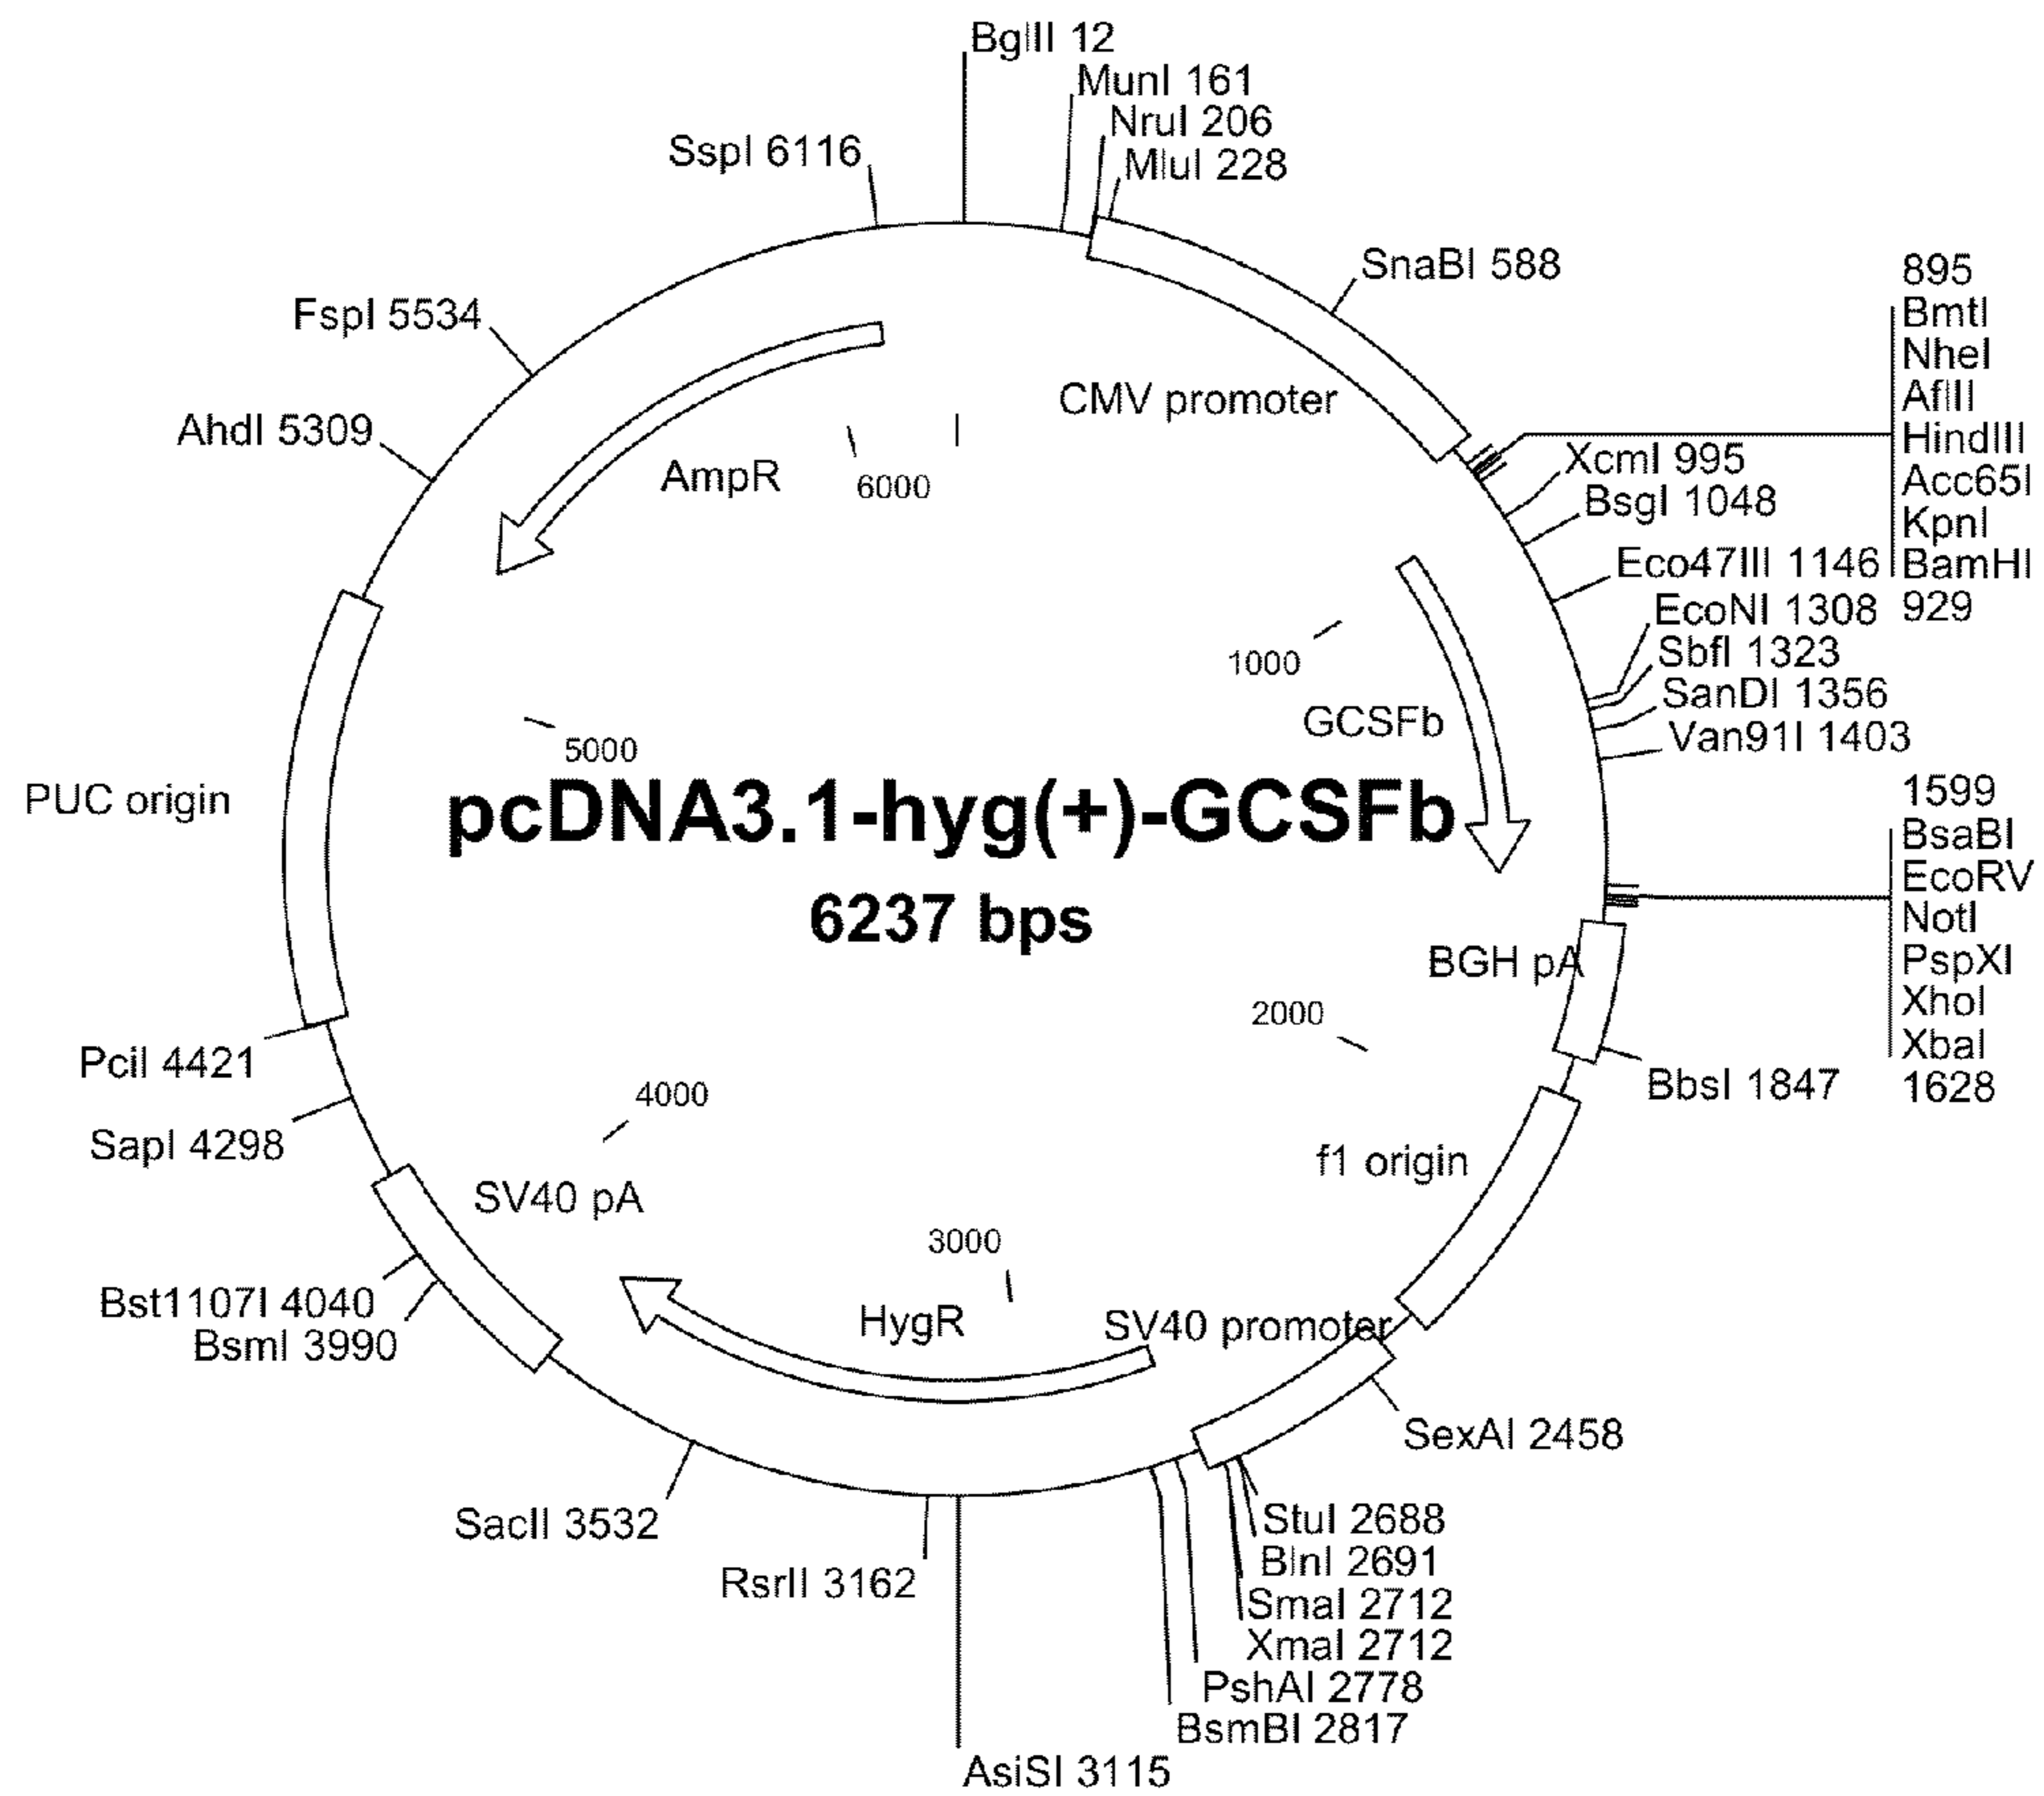 BglII 12
MunI 161
NruI 206
MluI 228
SspI 6116
SnaBI 588
FspI 5534
895
BmtI
NheI
AflII
HindIII
Acc65I
KpnI
BamHI
929
AhdI 5309
CMV promoter
XcmI 995
BsgI 1048
AmpR
6000
Eco47III 1146
EcoNI 1308
SbfI 1323
SanDI 1356
Van91I 1403
1000
GCSFb
5000
PUC origin
pcDNA3.1-hyg(+)-GCSFb
6237 bps
1599
BsaBI
EcoRV
NotI
PspXI
XhoI
XbaI
1628
BGH pA
2000
BbsI 1847
PciI 4421
4000
SapI 4298
f1 origin
SV40 pA
3000
Bst1107I 4040
BsmI 3990
HygR
SV40 promoter
SexAI 2458
SacII 3532
RsrII 3162
StuI 2688
BlnI 2691
SmaI 2712
XmaI 2712
PshAI 2778
BsmBI 2817
AsiSI 3115